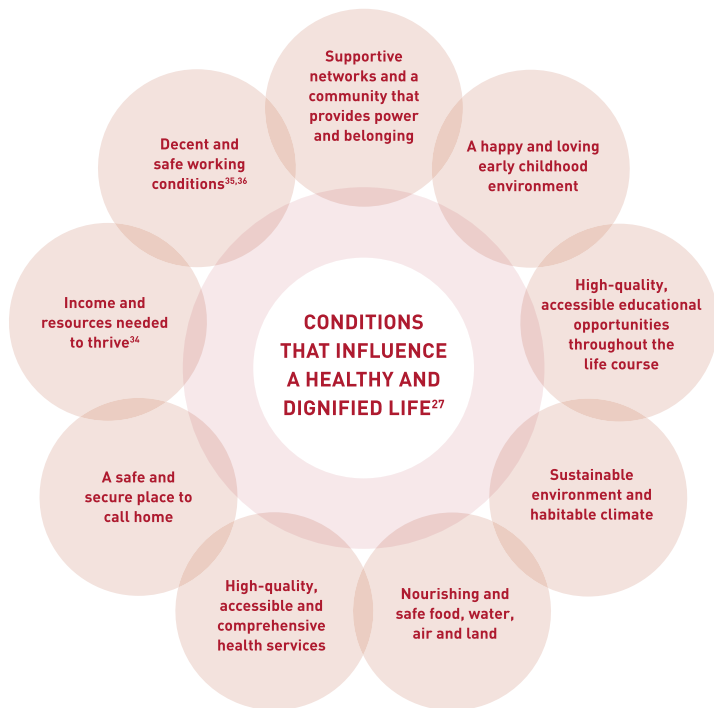 Supportive
networks and a
community that
provides power
and belonging
A happy and loving
early childhood
environment
High-quality,
accessible educational
opportunities
throughout the
life course
Sustainable
environment and
habitable climate
Nourishing and
safe food, water,
air and land
High-quality,
accessible and
comprehensive
health services
A safe and
secure place to
call home
Income and
resources needed
to thrive³⁴
Decent and
safe working
conditions³⁵,³⁶
CONDITIONS
THAT INFLUENCE
A HEALTHY AND
DIGNIFIED LIFE²⁷